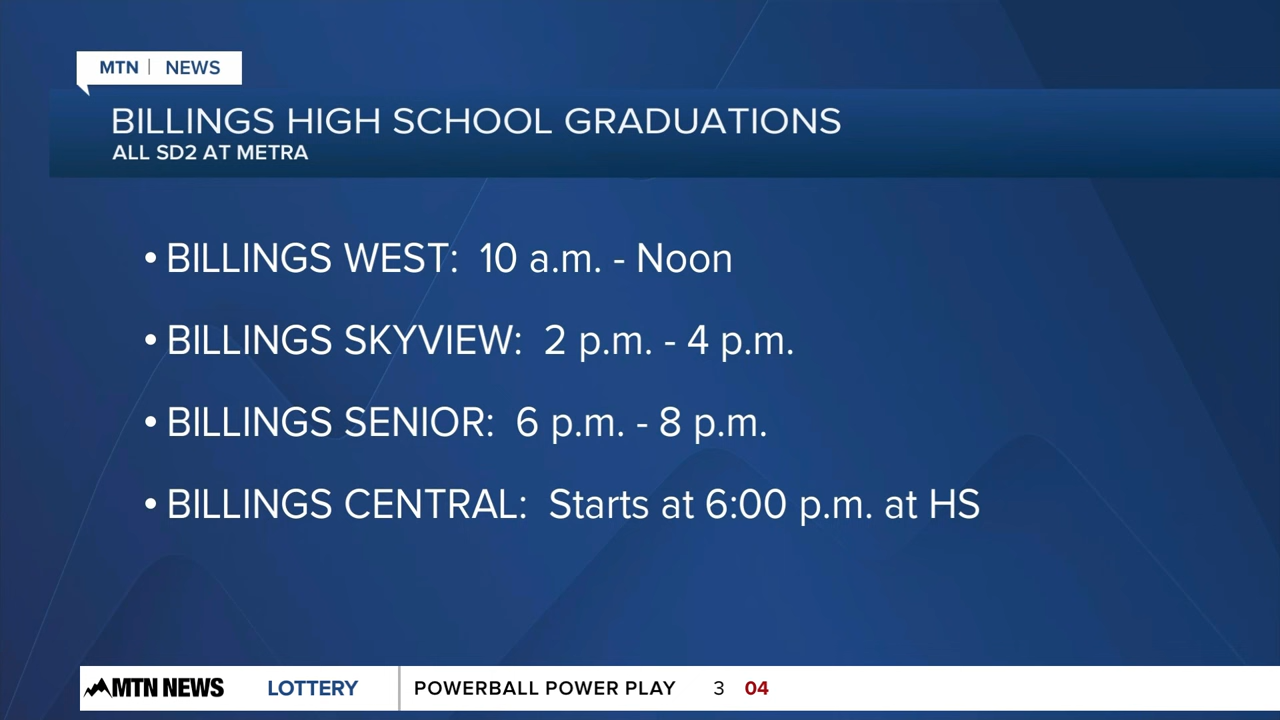 MTN | NEWS
BILLINGS HIGH SCHOOL GRADUATIONS
ALL SD2 AT METRA
• BILLINGS WEST: 10 a.m. - Noon
• BILLINGS SKYVIEW: 2 p.m. - 4 p.m.
• BILLINGS SENIOR: 6 p.m. - 8 p.m.
• BILLINGS CENTRAL: Starts at 6:00 p.m. at HS
MTN NEWS LOTTERY POWERBALL POWER PLAY 3 04